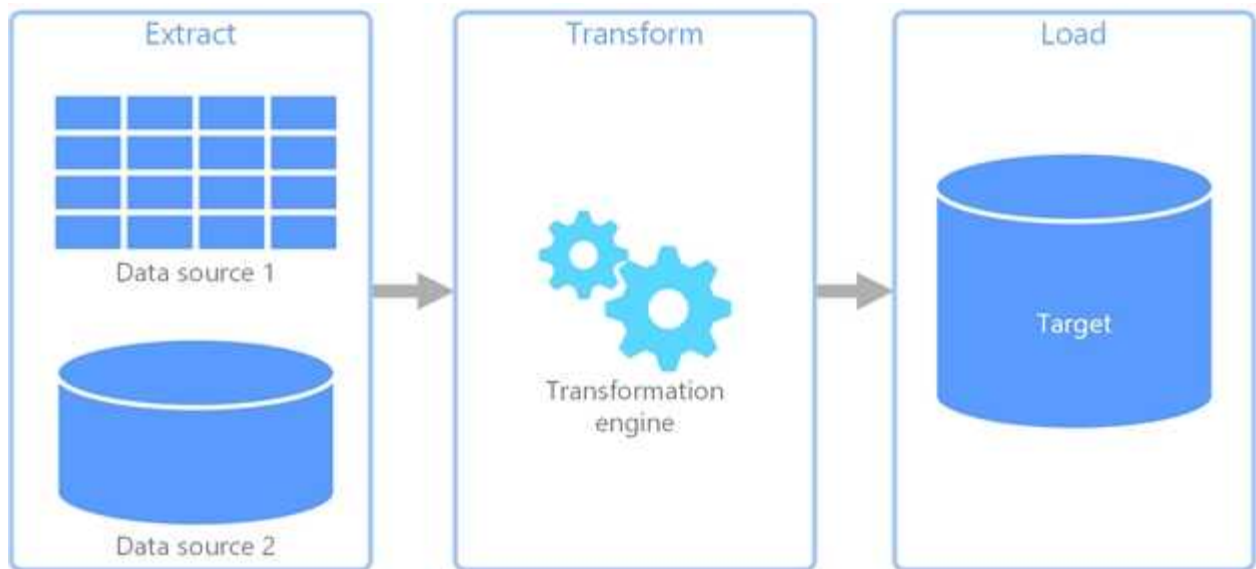 Extract
Data source 1
Data source 2
Transform
Transformation
engine
Load
Target